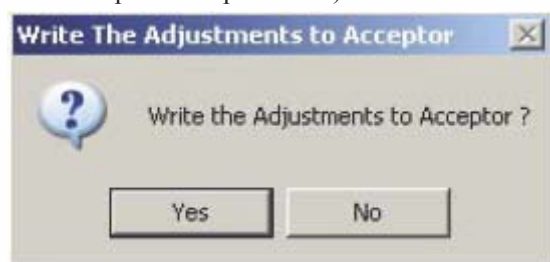 Write The Adjustments to Acceptor
Write the Adjustments to Acceptor ?
Yes No